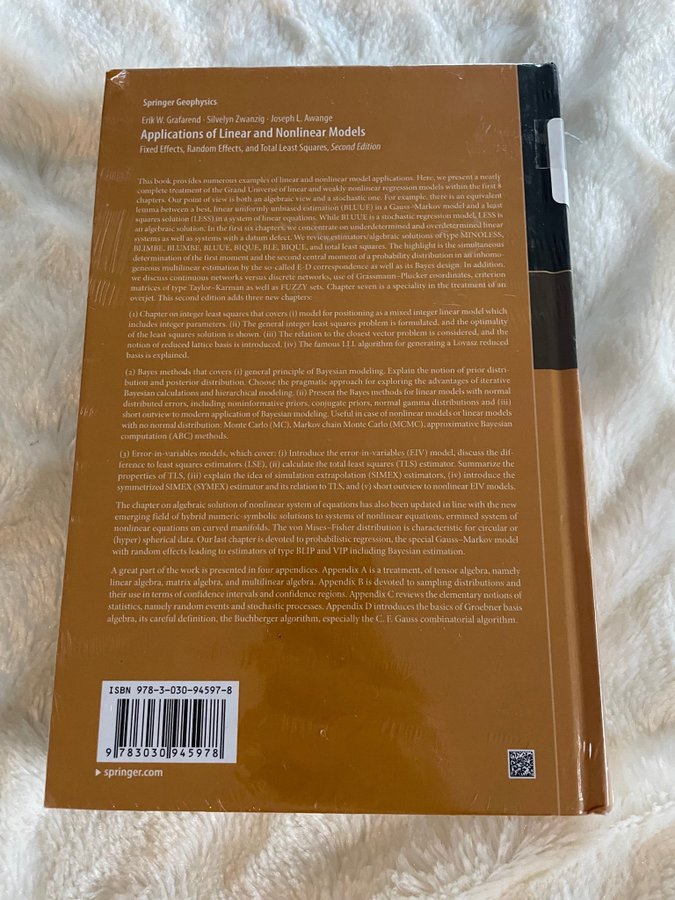 Springer Geophysics
Erik W. Grafarend · Silvelyn Zwanzig · Joseph L. Awange
Applications of Linear and Nonlinear Models
Fixed Effects, Random Effects, and Total Least Squares, Second Edition
This book provides numerous examples of linear and nonlinear model applications. Here, we present a nearly
complete treatment of the Grand Universe of linear and weakly nonlinear regression models within the first 8
chapters. Our point of view is both an algebraic view and a stochastic one. For example, there is an equivalent
lemma between a best, linear uniformly unbiased estimation (BLUUE) in a Gauss–Markov model and a least
squares solution (LESS) in a system of linear equations. While BLUUE is a stochastic regression model, LESS is
an algebraic solution. In the first six chapters, we concentrate on underdetermined and overdetermined linear
systems as well as systems with a datum defect. We review estimators/algebraic solutions of type MINOLESS,
BLIMBE, BLUMBE, BLUUE, BIQUE, BLE, BIQUE, and total least squares. The highlight is the simultaneous
determination of the first moment and the second central moment of a probability distribution in an inhomo-
geneous multilinear estimation by the so-called E-D correspondence as well as its Bayes design. In addition,
we discuss continuous networks versus discrete networks, use of Grassmann–Plucker coordinates, criterion
matrices of type Taylor–Karman as well as FUZZY sets. Chapter seven is a speciality in the treatment of an
overjet. This second edition adds three new chapters:
(1) Chapter on integer least squares that covers (i) model for positioning as a mixed integer linear model which
includes integer parameters. (ii) The general integer least squares problem is formulated, and the optimality
of the least squares solution is shown. (iii) The relation to the closest vector problem is considered, and the
notion of reduced lattice basis is introduced. (iv) The famous LLL algorithm for generating a Lovasz reduced
basis is explained.
(2) Bayes methods that covers (i) general principle of Bayesian modeling. Explain the notion of prior distri-
bution and posterior distribution. Choose the pragmatic approach for exploring the advantages of iterative
Bayesian calculations and hierarchical modeling. (ii) Present the Bayes methods for linear models with normal
distributed errors, including noninformative priors, conjugate priors, normal gamma distributions and (iii)
short outview to modern application of Bayesian modeling. Useful in case of nonlinear models or linear models
with no normal distribution: Monte Carlo (MC), Markov chain Monte Carlo (MCMC), approximative Bayesian
computation (ABC) methods.
(3) Error-in-variables models, which cover: (i) Introduce the error-in-variables (EIV) model, discuss the dif-
ference to least squares estimators (LSE), (ii) calculate the total least squares (TLS) estimator. Summarize the
properties of TLS, (iii) explain the idea of simulation extrapolation (SIMEX) estimators, (iv) introduce the
symmetrized SIMEX (SYMEX) estimator and its relation to TLS, and (v) short outview to nonlinear EIV models.
The chapter on algebraic solution of nonlinear system of equations has also been updated in line with the new
emerging field of hybrid numeric-symbolic solutions to systems of nonlinear equations, ermined system of
nonlinear equations on curved manifolds. The von Mises–Fisher distribution is characteristic for circular or
(hyper) spherical data. Our last chapter is devoted to probabilistic regression, the special Gauss–Markov model
with random effects leading to estimators of type BLIP and VIP including Bayesian estimation.
A great part of the work is presented in four appendices. Appendix A is a treatment, of tensor algebra, namely
linear algebra, matrix algebra, and multilinear algebra. Appendix B is devoted to sampling distributions and
their use in terms of confidence intervals and confidence regions. Appendix C reviews the elementary notions of
statistics, namely random events and stochastic processes. Appendix D introduces the basics of Groebner basis
algebra, its careful definition, the Buchberger algorithm, especially the C. F. Gauss combinatorial algorithm.
ISBN 978-3-030-94597-8
9 783030 945978
springer.com